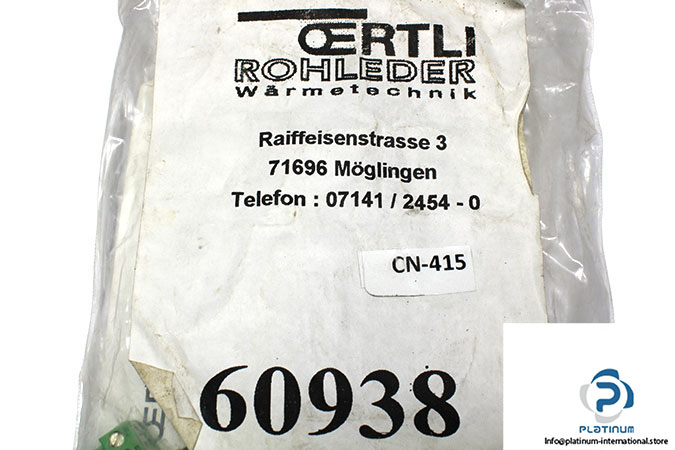 ŒRTLI
ROHLEDER
Wärmetechnik
Raiffeisenstrasse 3
71696 Möglingen
Telefon : 07141 / 2454 - 0
CN-415
60938
PLATINUM
info@platinum-international.store